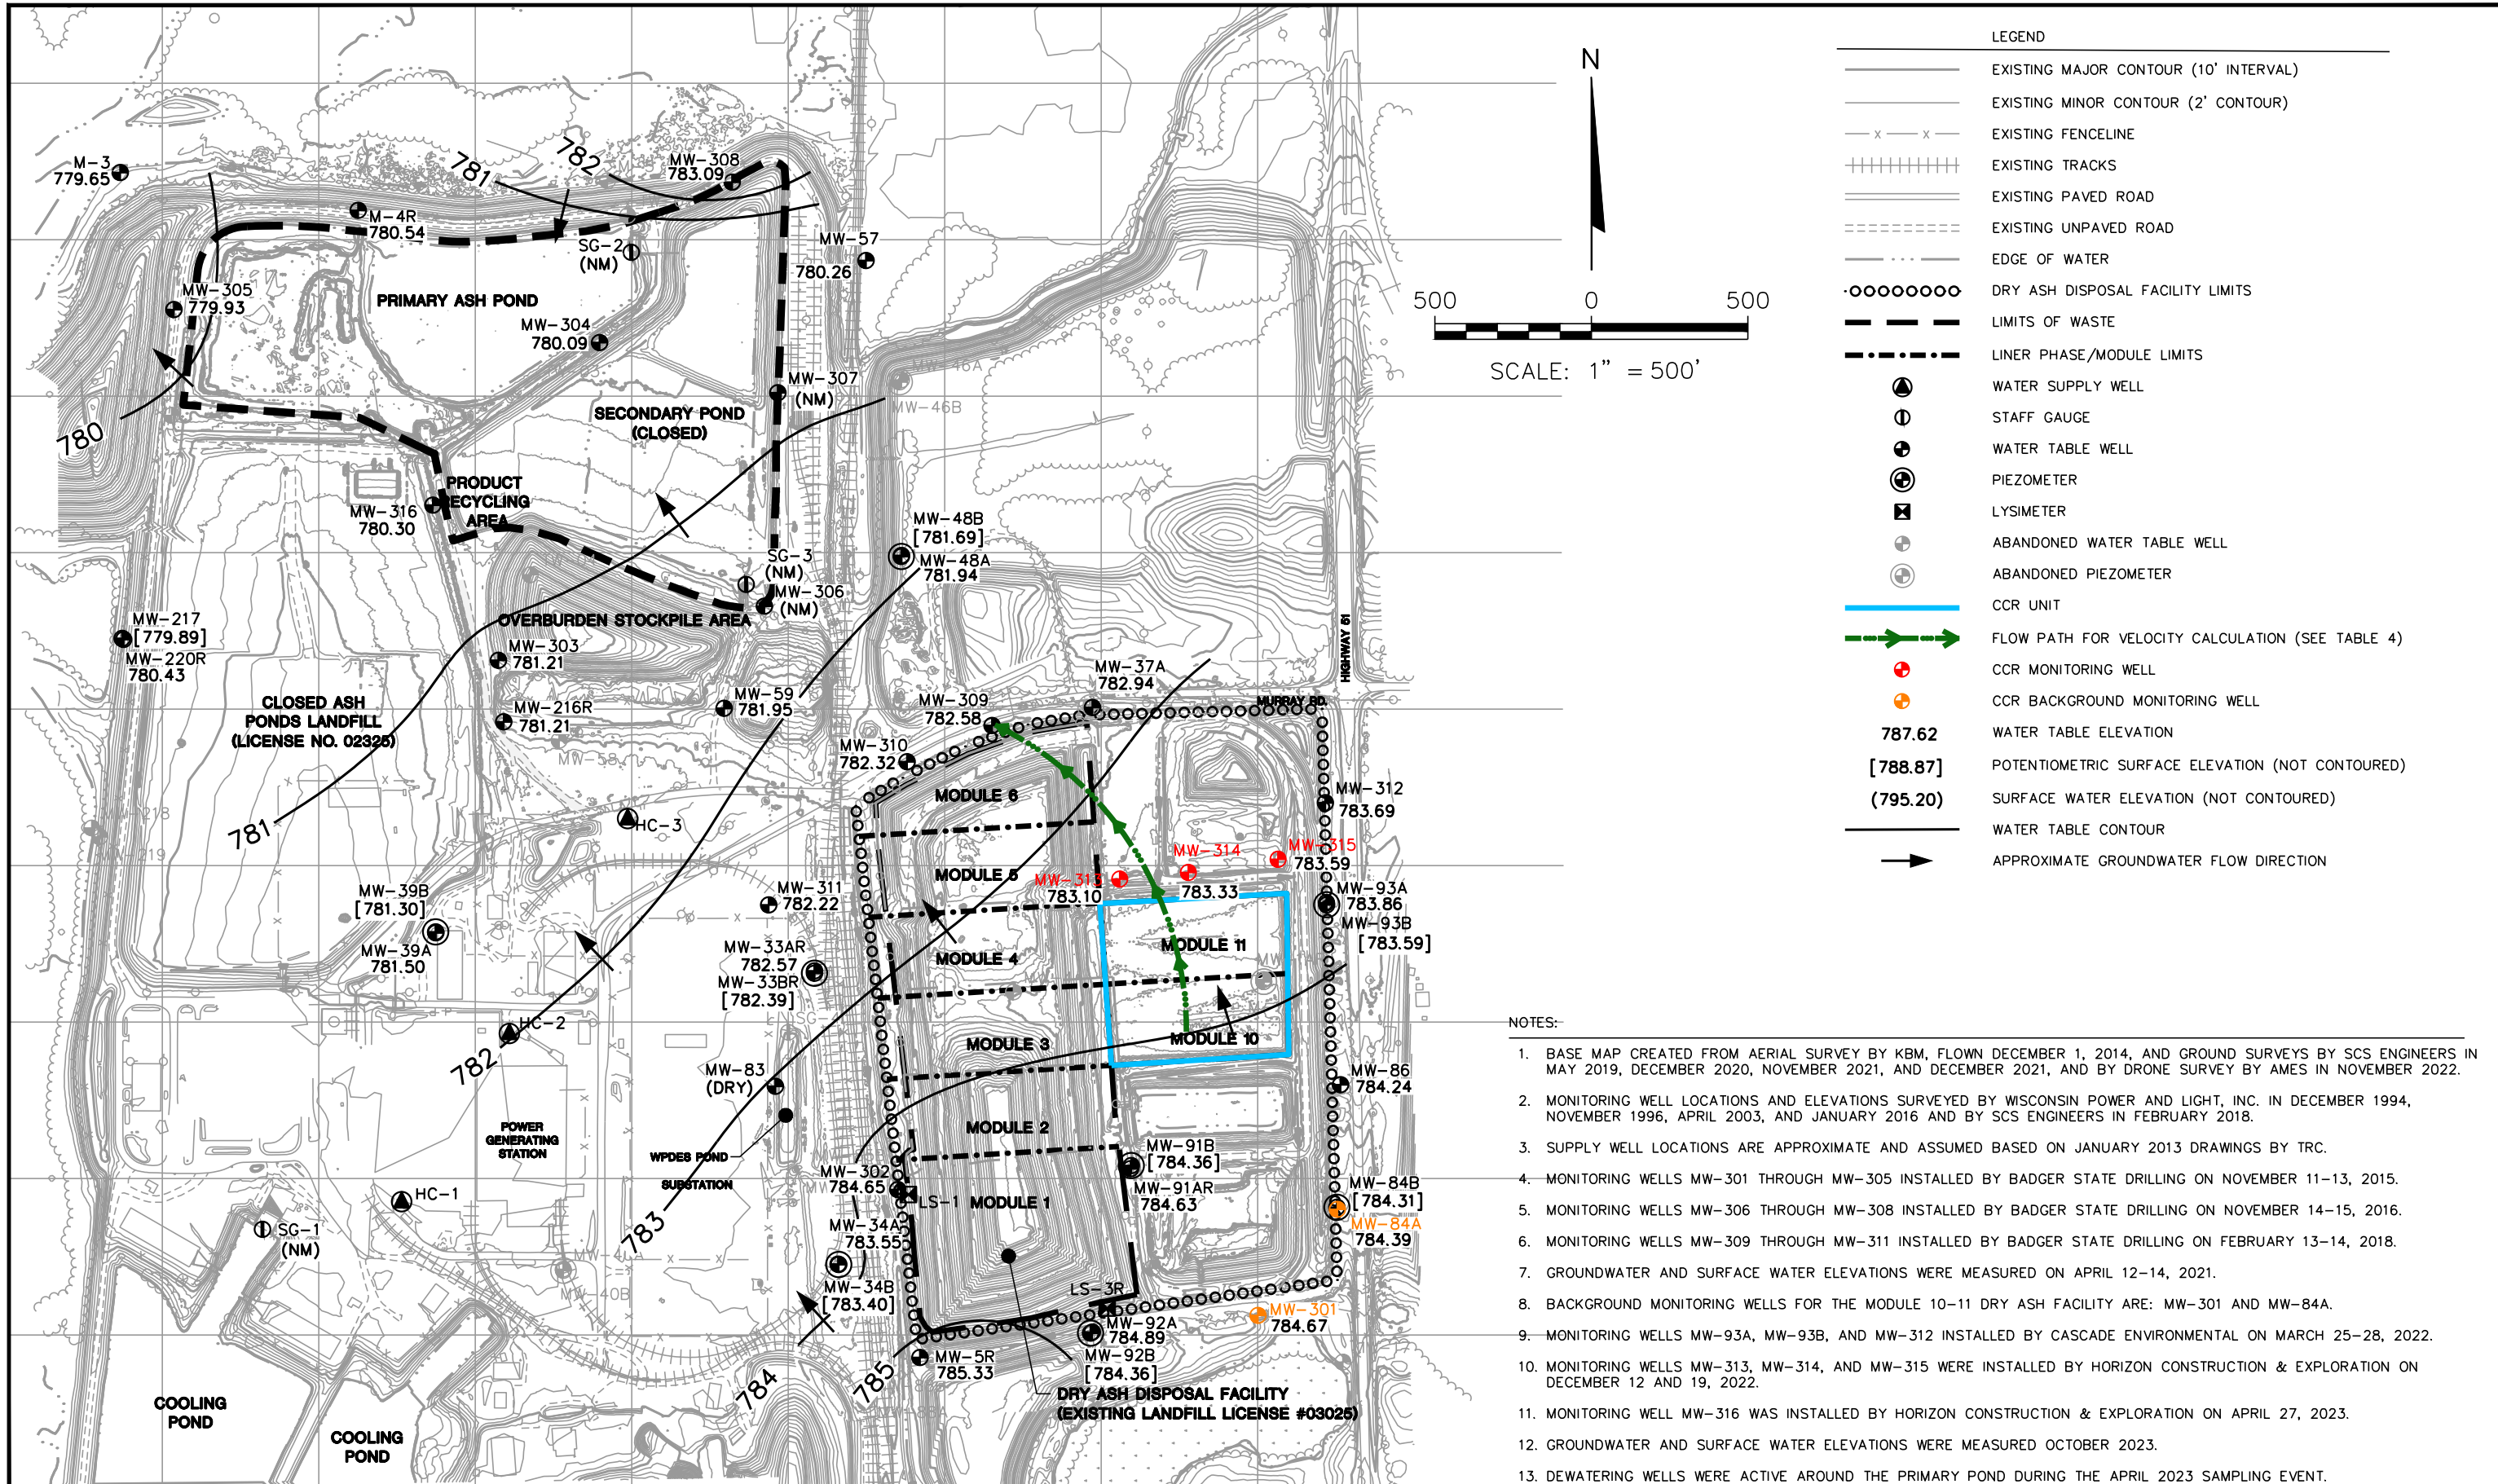 LEGEND
EXISTING MAJOR CONTOUR (10' INTERVAL)
EXISTING MINOR CONTOUR (2' CONTOUR)
EXISTING FENCELINE
EXISTING TRACKS
EXISTING PAVED ROAD
EXISTING UNPAVED ROAD
EDGE OF WATER
DRY ASH DISPOSAL FACILITY LIMITS
LIMITS OF WASTE
LINER PHASE/MODULE LIMITS
WATER SUPPLY WELL
STAFF GAUGE
WATER TABLE WELL
PIEZOMETER
LYSIMETER
ABANDONED WATER TABLE WELL
ABANDONED PIEZOMETER
CCR UNIT
FLOW PATH FOR VELOCITY CALCULATION (SEE TABLE 4)
CCR MONITORING WELL
CCR BACKGROUND MONITORING WELL
787.62 WATER TABLE ELEVATION
[788.87] POTENTIOMETRIC SURFACE ELEVATION (NOT CONTOURED)
(795.20) SURFACE WATER ELEVATION (NOT CONTOURED)
WATER TABLE CONTOUR
APPROXIMATE GROUNDWATER FLOW DIRECTION
N
500 0 500
SCALE: 1" = 500'
M-3
779.65
M-4R
780.54
781
782
MW-308
783.09
SG-2
(NM)
MW-57
780.26
MW-305
779.93
PRIMARY ASH POND
MW-304
780.09
MW-307
(NM)
MW-46A
MW-46B
780
SECONDARY POND
(CLOSED)
PRODUCT
RECYCLING
AREA
MW-316
780.30
MW-48B
[781.69]
MW-48A
781.94
SG-3
(NM)
MW-306
(NM)
OVERBURDEN STOCKPILE AREA
MW-217
[779.89]
MW-220R
780.43
MW-303
781.21
MW-216R
781.21
MW-59
781.95
MW-37A
782.94
MW-309
782.58
MURRAY RD.
HIGHWAY 51
CLOSED ASH
PONDS LANDFILL
(LICENSE NO. 02325)
MW-310
782.32
MW-58
MW-218
MW-219
781
HC-3
MODULE 6
MW-312
783.69
MW-314
783.33
MW-315
783.59
MW-313
783.10
MODULE 5
MW-39B
[781.30]
MW-39A
781.50
MW-311
782.22
MW-93A
783.86
MW-93B
[783.59]
MW-33AR
782.57
MW-33BR
[782.39]
MODULE 4
MODULE 11
HC-2
782
MODULE 3
MODULE 10
MW-83
(DRY)
MW-86
784.24
POWER
GENERATING
STATION
WPDES POND
SUBSTATION
MODULE 2
MW-91B
[784.36]
MW-91AR
784.63
MW-302
784.65
LS-1
MODULE 1
HC-1
SG-1
(NM)
783
MW-84B
[784.31]
MW-84A
784.39
MW-34A
783.55
MW-34B
[783.40]
MW-41A
MW-40B
LS-3R
MW-301
784.67
MW-92A
784.89
MW-92B
[784.36]
MW-5R
785.33
784
785
DRY ASH DISPOSAL FACILITY
(EXISTING LANDFILL LICENSE #03025)
COOLING
POND
COOLING
POND
NOTES:
1. BASE MAP CREATED FROM AERIAL SURVEY BY KBM, FLOWN DECEMBER 1, 2014, AND GROUND SURVEYS BY SCS ENGINEERS IN
MAY 2019, DECEMBER 2020, NOVEMBER 2021, AND DECEMBER 2021, AND BY DRONE SURVEY BY AMES IN NOVEMBER 2022.
2. MONITORING WELL LOCATIONS AND ELEVATIONS SURVEYED BY WISCONSIN POWER AND LIGHT, INC. IN DECEMBER 1994,
NOVEMBER 1996, APRIL 2003, AND JANUARY 2016 AND BY SCS ENGINEERS IN FEBRUARY 2018.
3. SUPPLY WELL LOCATIONS ARE APPROXIMATE AND ASSUMED BASED ON JANUARY 2013 DRAWINGS BY TRC.
4. MONITORING WELLS MW-301 THROUGH MW-305 INSTALLED BY BADGER STATE DRILLING ON NOVEMBER 11-13, 2015.
5. MONITORING WELLS MW-306 THROUGH MW-308 INSTALLED BY BADGER STATE DRILLING ON NOVEMBER 14-15, 2016.
6. MONITORING WELLS MW-309 THROUGH MW-311 INSTALLED BY BADGER STATE DRILLING ON FEBRUARY 13-14, 2018.
7. GROUNDWATER AND SURFACE WATER ELEVATIONS WERE MEASURED ON APRIL 12-14, 2021.
8. BACKGROUND MONITORING WELLS FOR THE MODULE 10-11 DRY ASH FACILITY ARE: MW-301 AND MW-84A.
9. MONITORING WELLS MW-93A, MW-93B, AND MW-312 INSTALLED BY CASCADE ENVIRONMENTAL ON MARCH 25-28, 2022.
10. MONITORING WELLS MW-313, MW-314, AND MW-315 WERE INSTALLED BY HORIZON CONSTRUCTION & EXPLORATION ON
DECEMBER 12 AND 19, 2022.
11. MONITORING WELL MW-316 WAS INSTALLED BY HORIZON CONSTRUCTION & EXPLORATION ON APRIL 27, 2023.
12. GROUNDWATER AND SURFACE WATER ELEVATIONS WERE MEASURED OCTOBER 2023.
13. DEWATERING WELLS WERE ACTIVE AROUND THE PRIMARY POND DURING THE APRIL 2023 SAMPLING EVENT.